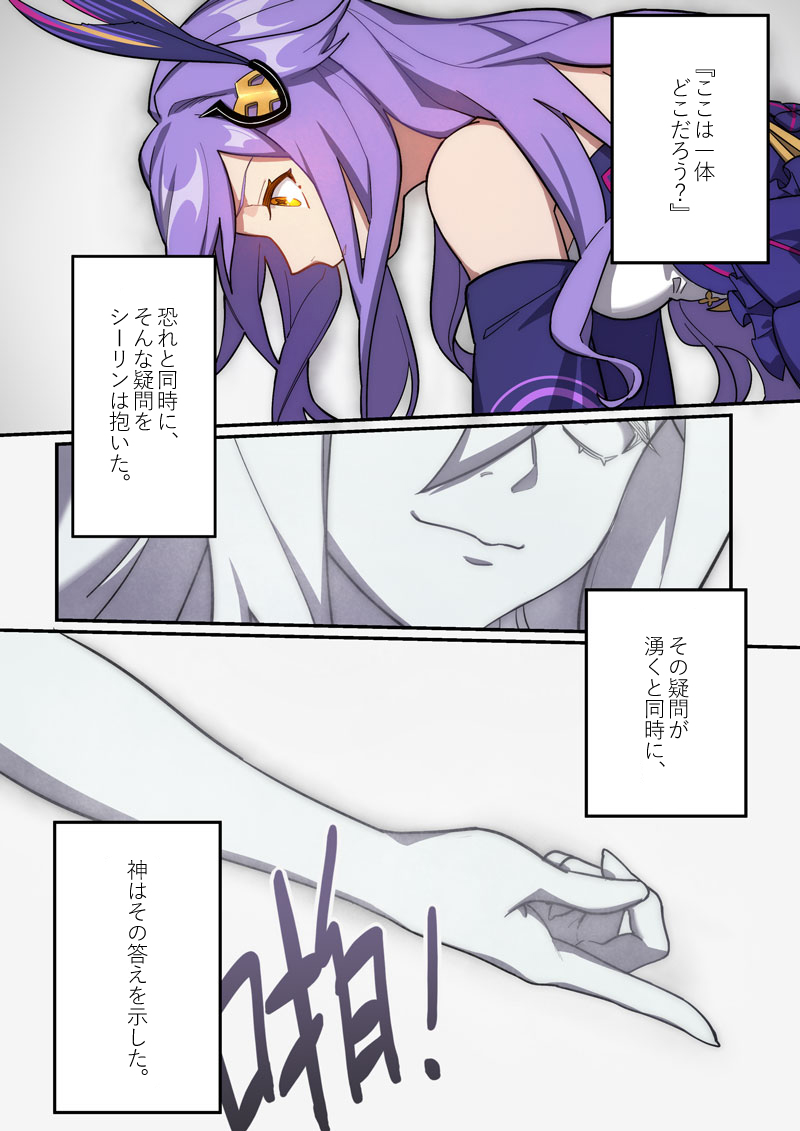 『ここは一体
どこだろう？』
恐れと同時に、
そんな疑問を
シーリンは抱いた。
その疑問が
湧くと同時に、
神はその答えを示した。
啪！